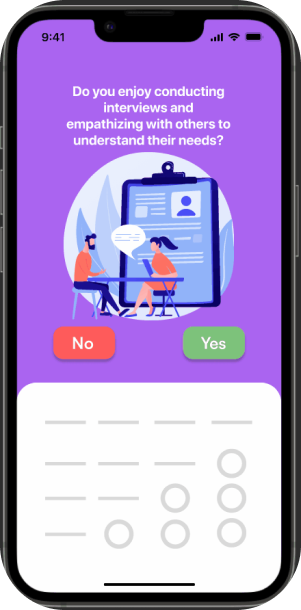 9:41
Do you enjoy conducting
interviews and
empathizing with others to
understand their needs?
No
Yes